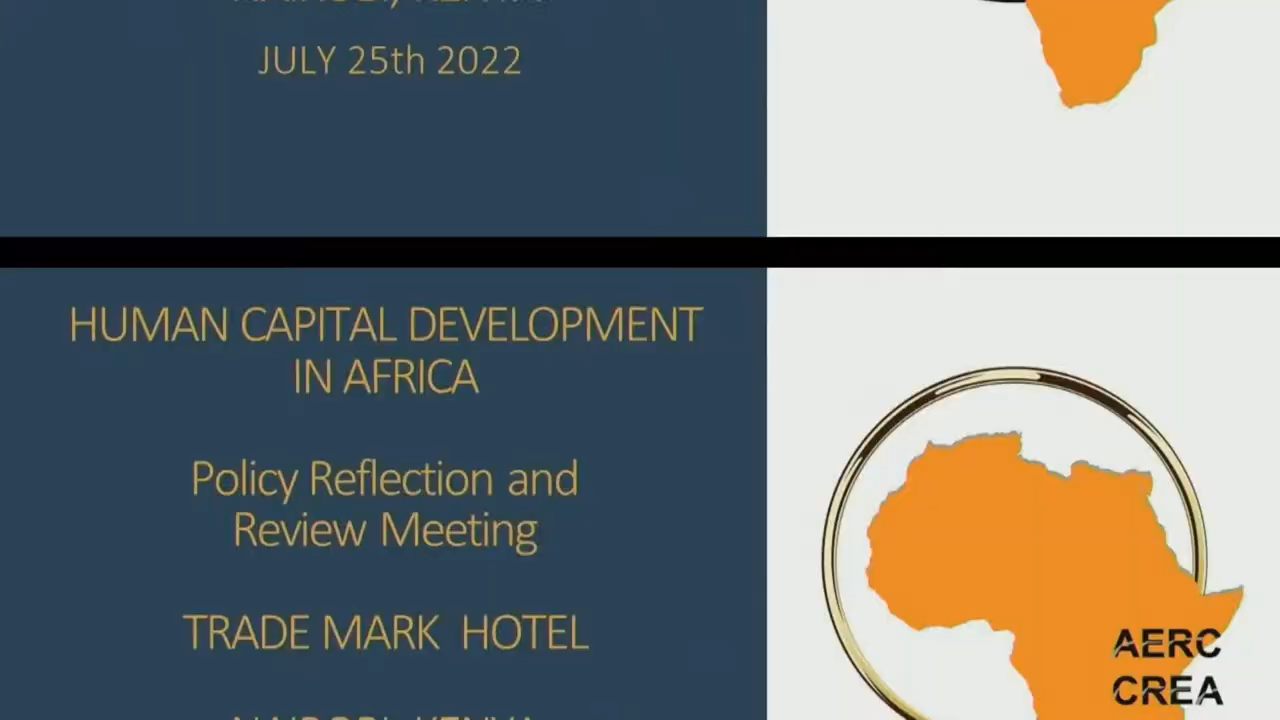 JULY 25th 2022
HUMAN CAPITAL DEVELOPMENT
IN AFRICA
Policy Reflection and
Review Meeting
TRADE MARK HOTEL
AERC
CREA